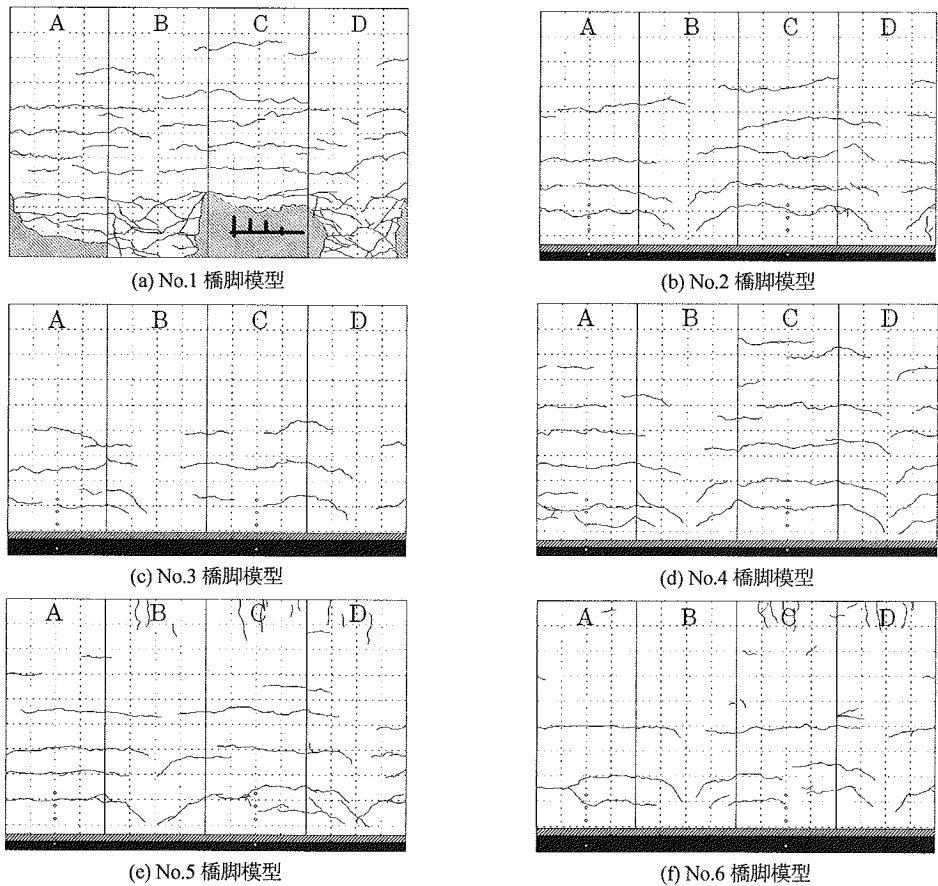 A B C D
(a) No.1 橋脚模型
A B C D
(b) No.2 橋脚模型
A B C D
(c) No.3 橋脚模型
A B C D
(d) No.4 橋脚模型
A B C D
(e) No.5 橋脚模型
A B C D
(f) No.6 橋脚模型